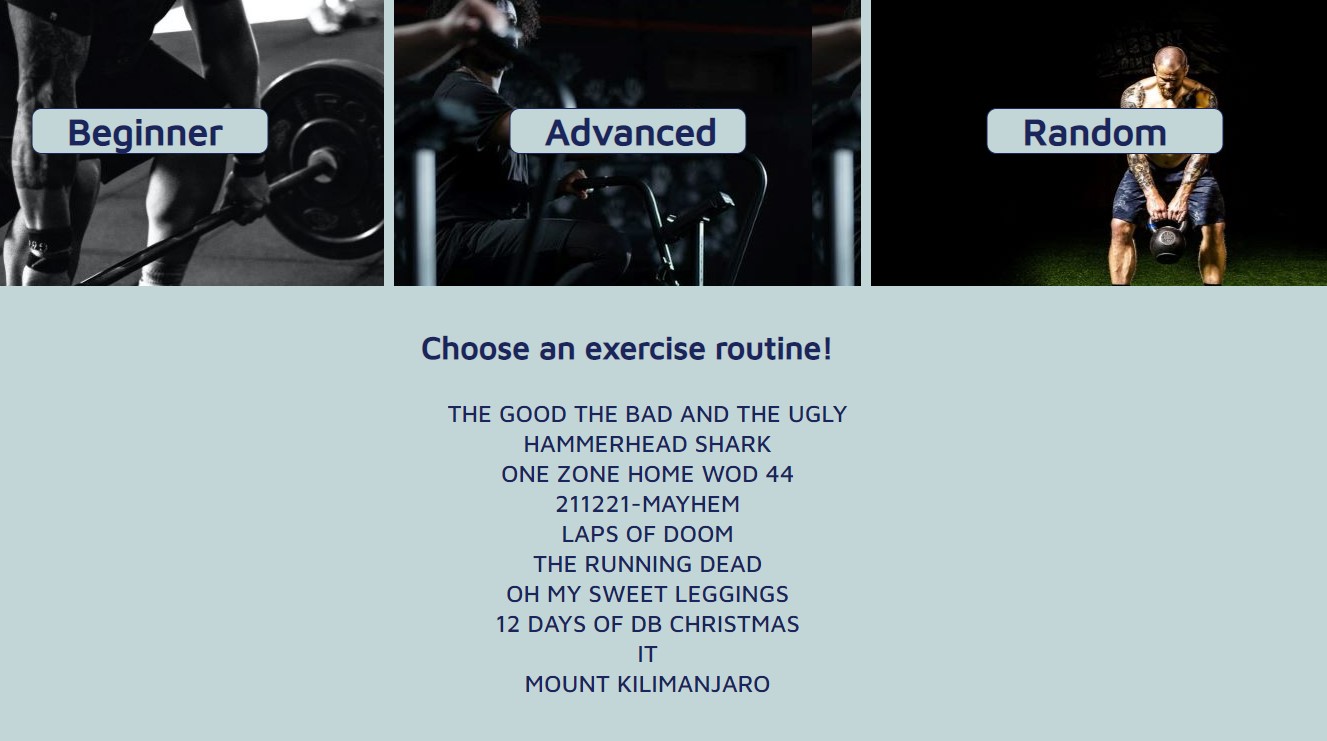 Beginner
Advanced
Random
Choose an exercise routine!
THE GOOD THE BAD AND THE UGLY
HAMMERHEAD SHARK
ONE ZONE HOME WOD 44
211221-MAYHEM
LAPS OF DOOM
THE RUNNING DEAD
OH MY SWEET LEGGINGS
12 DAYS OF DB CHRISTMAS
IT
MOUNT KILIMANJARO